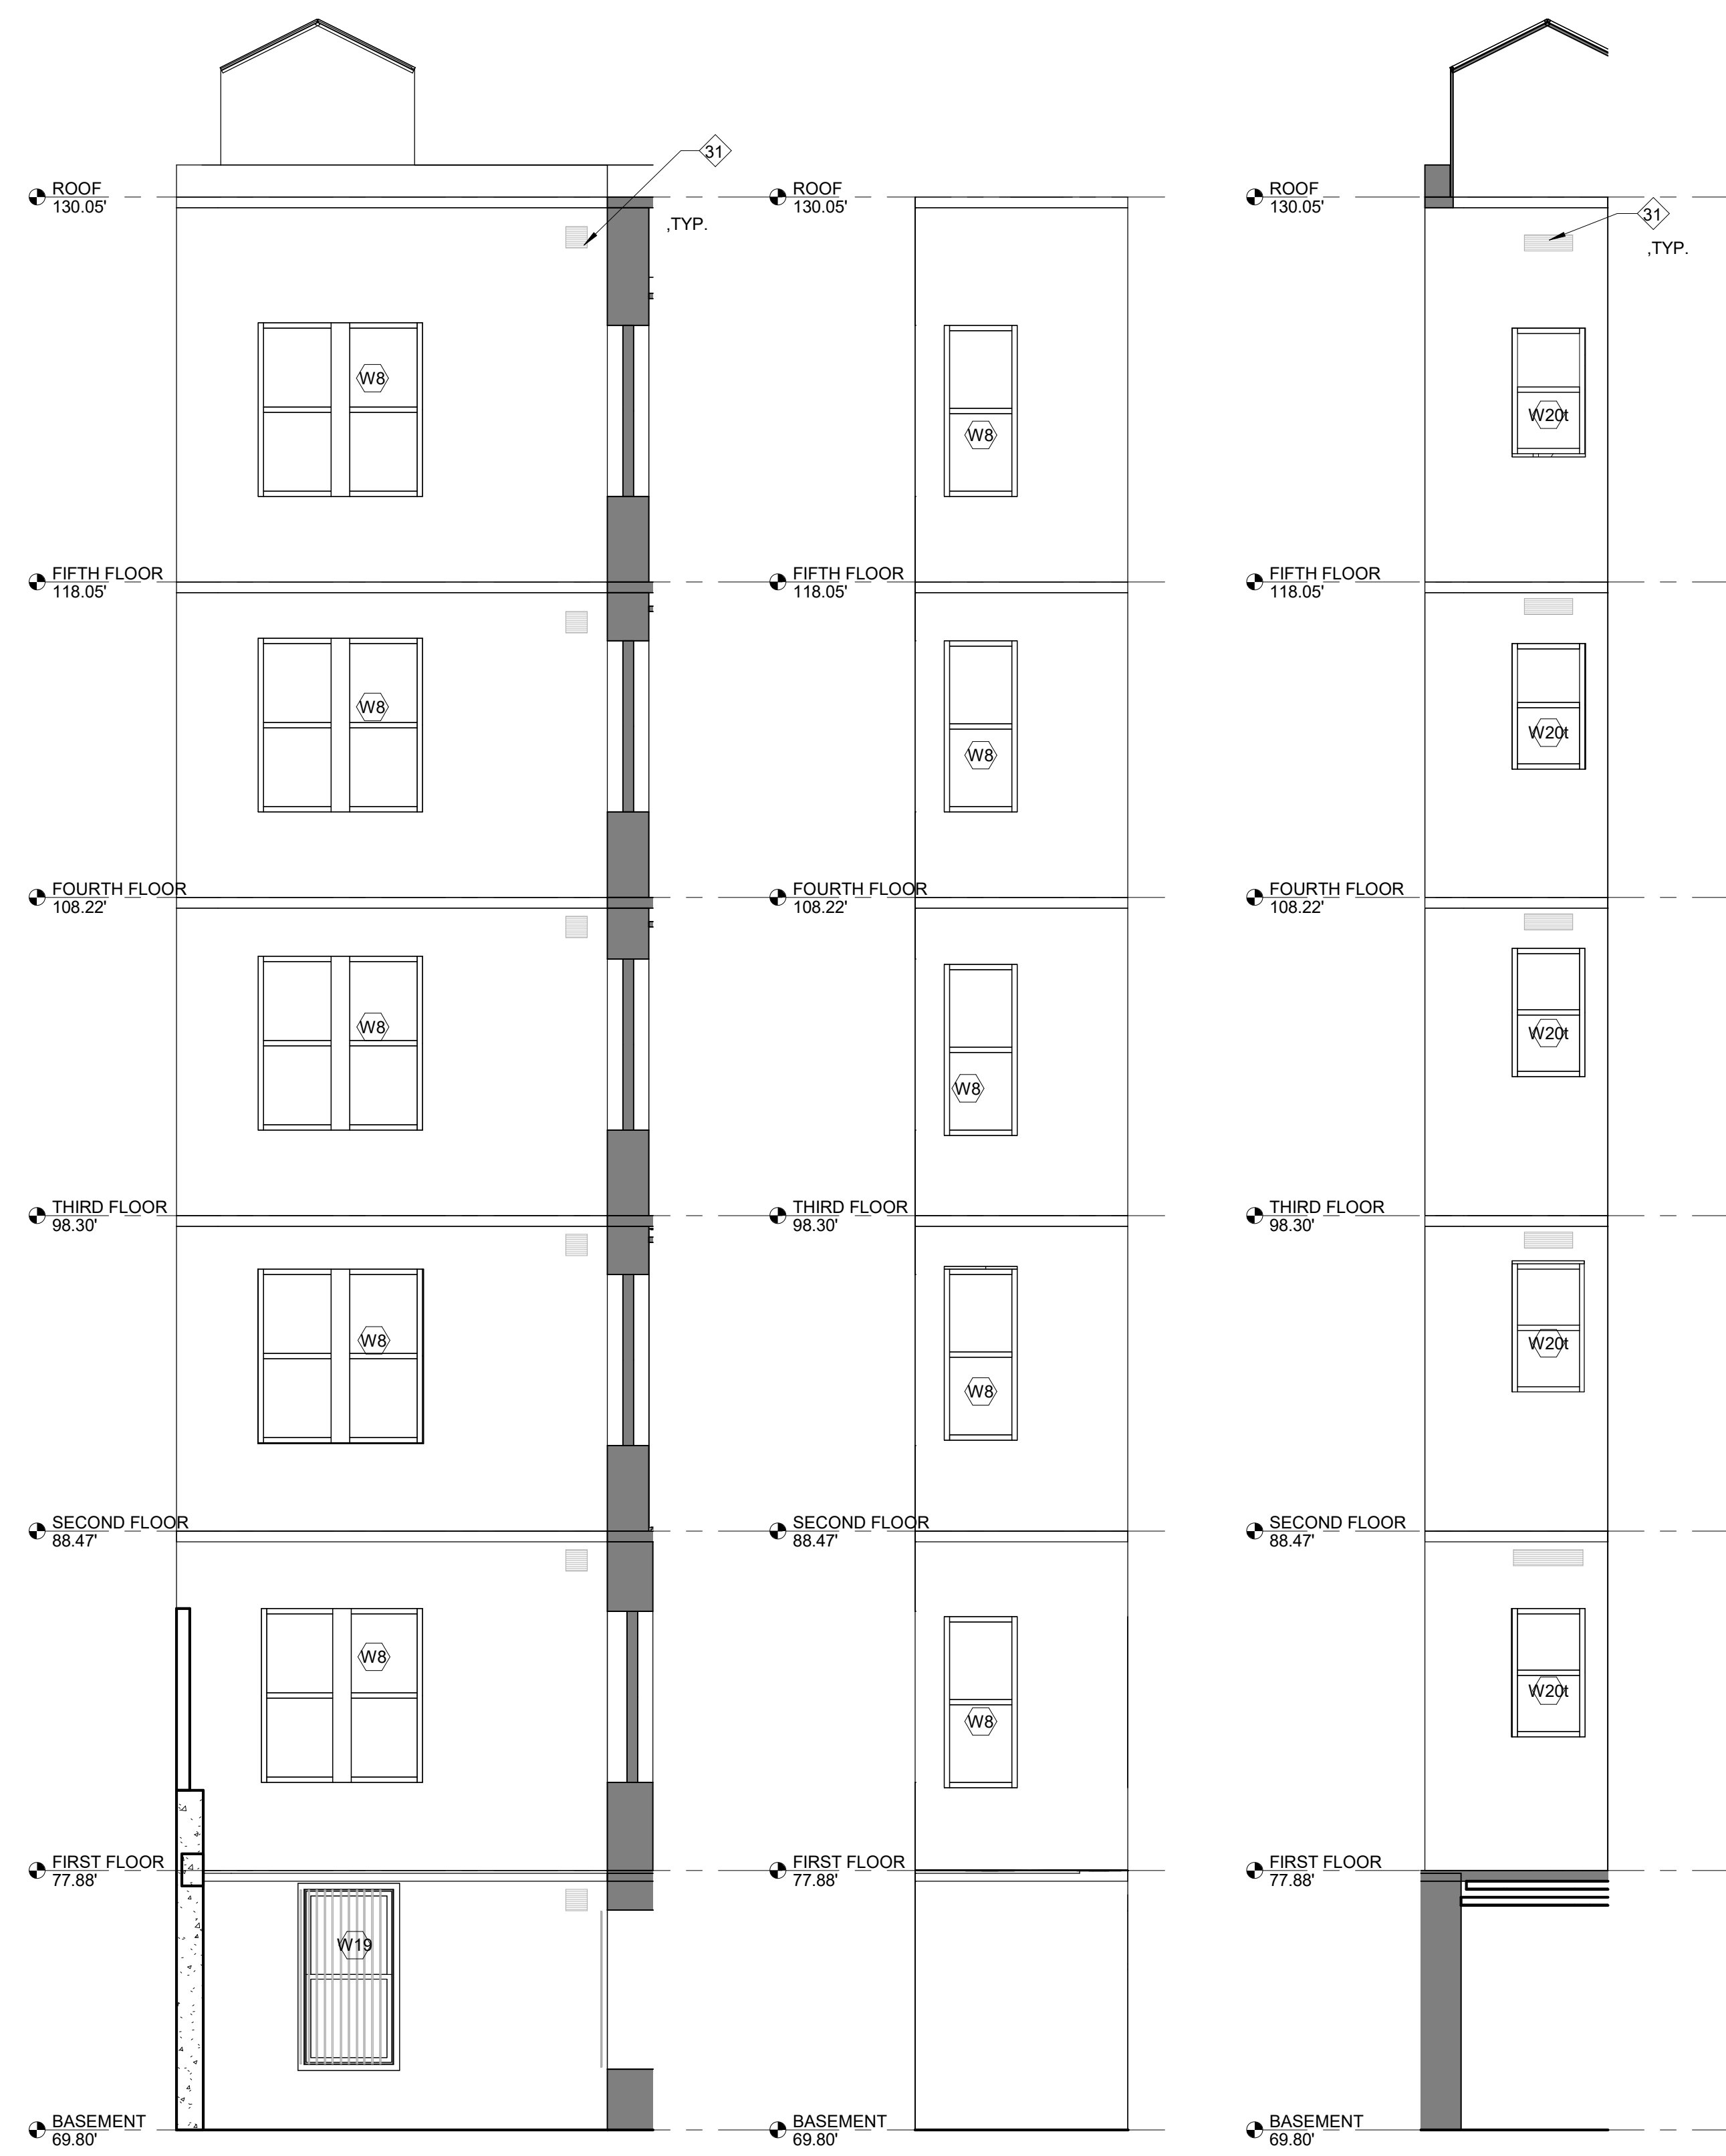 31
ROOF
130.05'
,TYP.
W8
FIFTH FLOOR
118.05'
W8
FOURTH FLOOR
108.22'
W8
THIRD FLOOR
98.30'
W8
SECOND FLOOR
88.47'
W8
FIRST FLOOR
77.88'
W19
BASEMENT
69.80'
ROOF
130.05'
W8
FIFTH FLOOR
118.05'
W8
FOURTH FLOOR
108.22'
W8
THIRD FLOOR
98.30'
W8
SECOND FLOOR
88.47'
W8
FIRST FLOOR
77.88'
BASEMENT
69.80'
ROOF
130.05'
31
,TYP.
W20t
FIFTH FLOOR
118.05'
W20t
FOURTH FLOOR
108.22'
W20t
THIRD FLOOR
98.30'
W20t
SECOND FLOOR
88.47'
W20t
FIRST FLOOR
77.88'
BASEMENT
69.80'